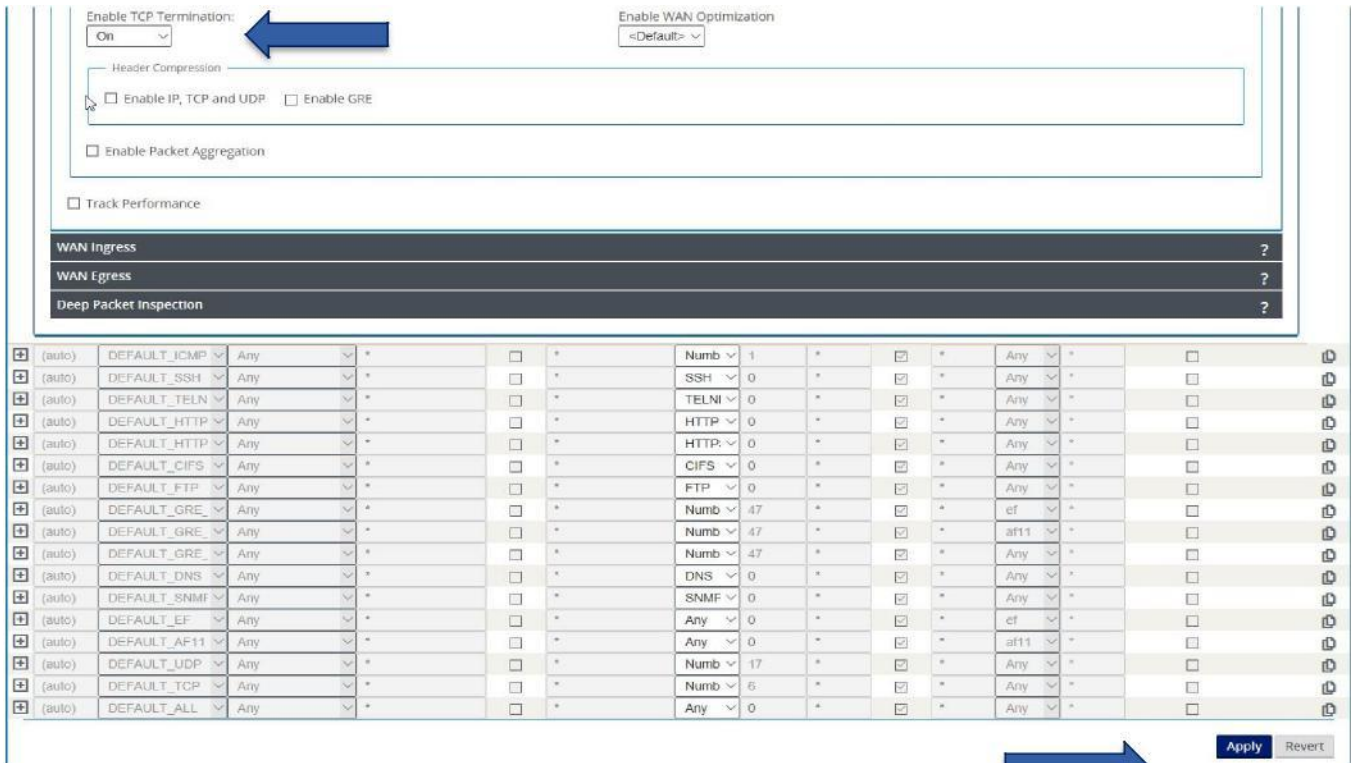 Enable TCP Termination: Enable WAN Optimization
On <Default>
Header Compression
Enable IP, TCP and UDP Enable GRE
Enable Packet Aggregation
Track Performance
WAN Ingress ?
WAN Egress ?
Deep Packet Inspection ?
(auto) DEFAULT_ICMP Any * * Numb 1 * * Any *
(auto) DEFAULT_SSH Any * * SSH 0 * * Any *
(auto) DEFAULT_TELN Any * * TELNI 0 * * Any *
(auto) DEFAULT_HTTP Any * * HTTP 0 * * Any *
(auto) DEFAULT_HTTP Any * * HTTP: 0 * * Any *
(auto) DEFAULT_CIFS Any * * CIFS 0 * * Any *
(auto) DEFAULT_FTP Any * * FTP 0 * * Any *
(auto) DEFAULT_GRE_ Any * * Numb 47 * * ef *
(auto) DEFAULT_GRE_ Any * * Numb 47 * * af11 *
(auto) DEFAULT_GRE_ Any * * Numb 47 * * Any *
(auto) DEFAULT_DNS Any * * DNS 0 * * Any *
(auto) DEFAULT_SNMF Any * * SNMF 0 * * Any *
(auto) DEFAULT_EF Any * * Any 0 * * ef *
(auto) DEFAULT_AF11 Any * * Any 0 * * af11 *
(auto) DEFAULT_UDP Any * * Numb 17 * * Any *
(auto) DEFAULT_TCP Any * * Numb 6 * * Any *
(auto) DEFAULT_ALL Any * * Any 0 * * Any *
Apply Revert